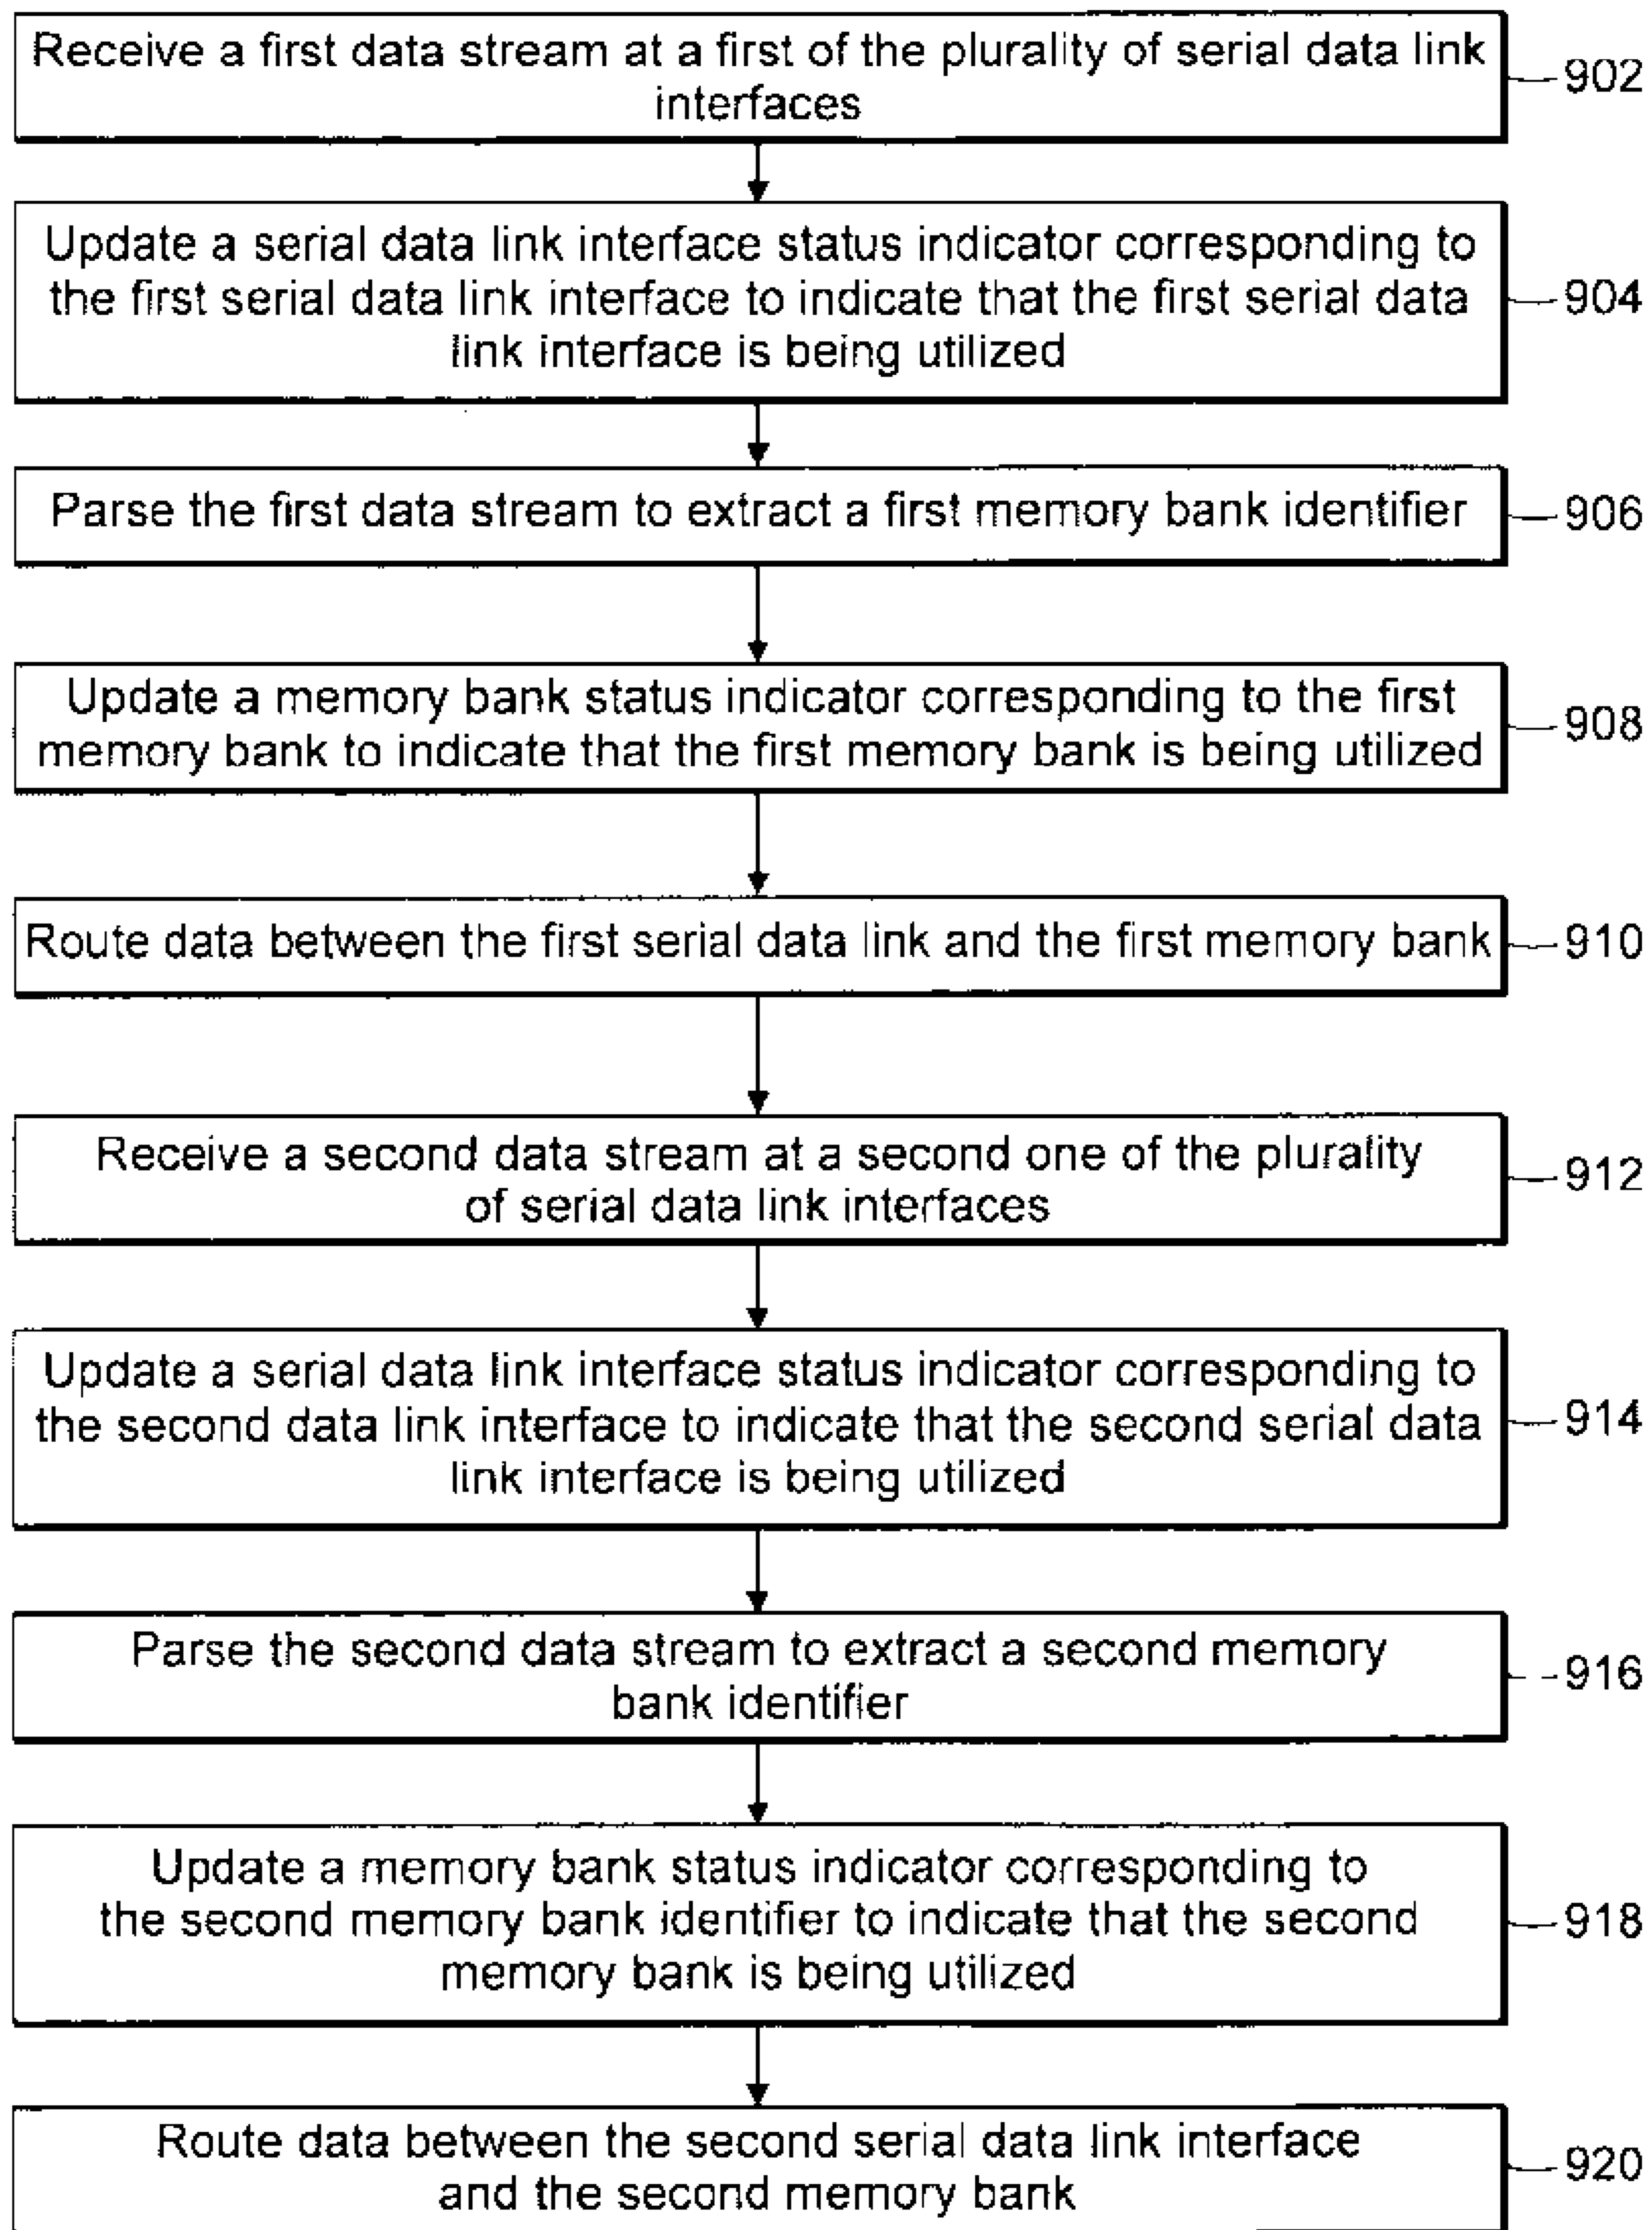 Receive a first data stream at a first of the plurality of serial data link
interfaces
902
Update a serial data link interface status indicator corresponding to
the first serial data link interface to indicate that the first serial data
link interface is being utilized
904
Parse the first data stream to extract a first memory bank identifier
906
Update a memory bank status indicator corresponding to the first
memory bank to indicate that the first memory bank is being utilized
908
Route data between the first serial data link and the first memory bank
910
Receive a second data stream at a second one of the plurality
of serial data link interfaces
912
Update a serial data link interface status indicator corresponding to
the second data link interface to indicate that the second serial data
link interface is being utilized
914
Parse the second data stream to extract a second memory
bank identifier
916
Update a memory bank status indicator corresponding to
the second memory bank identifier to indicate that the second
memory bank is being utilized
918
Route data between the second serial data link interface
and the second memory bank
920